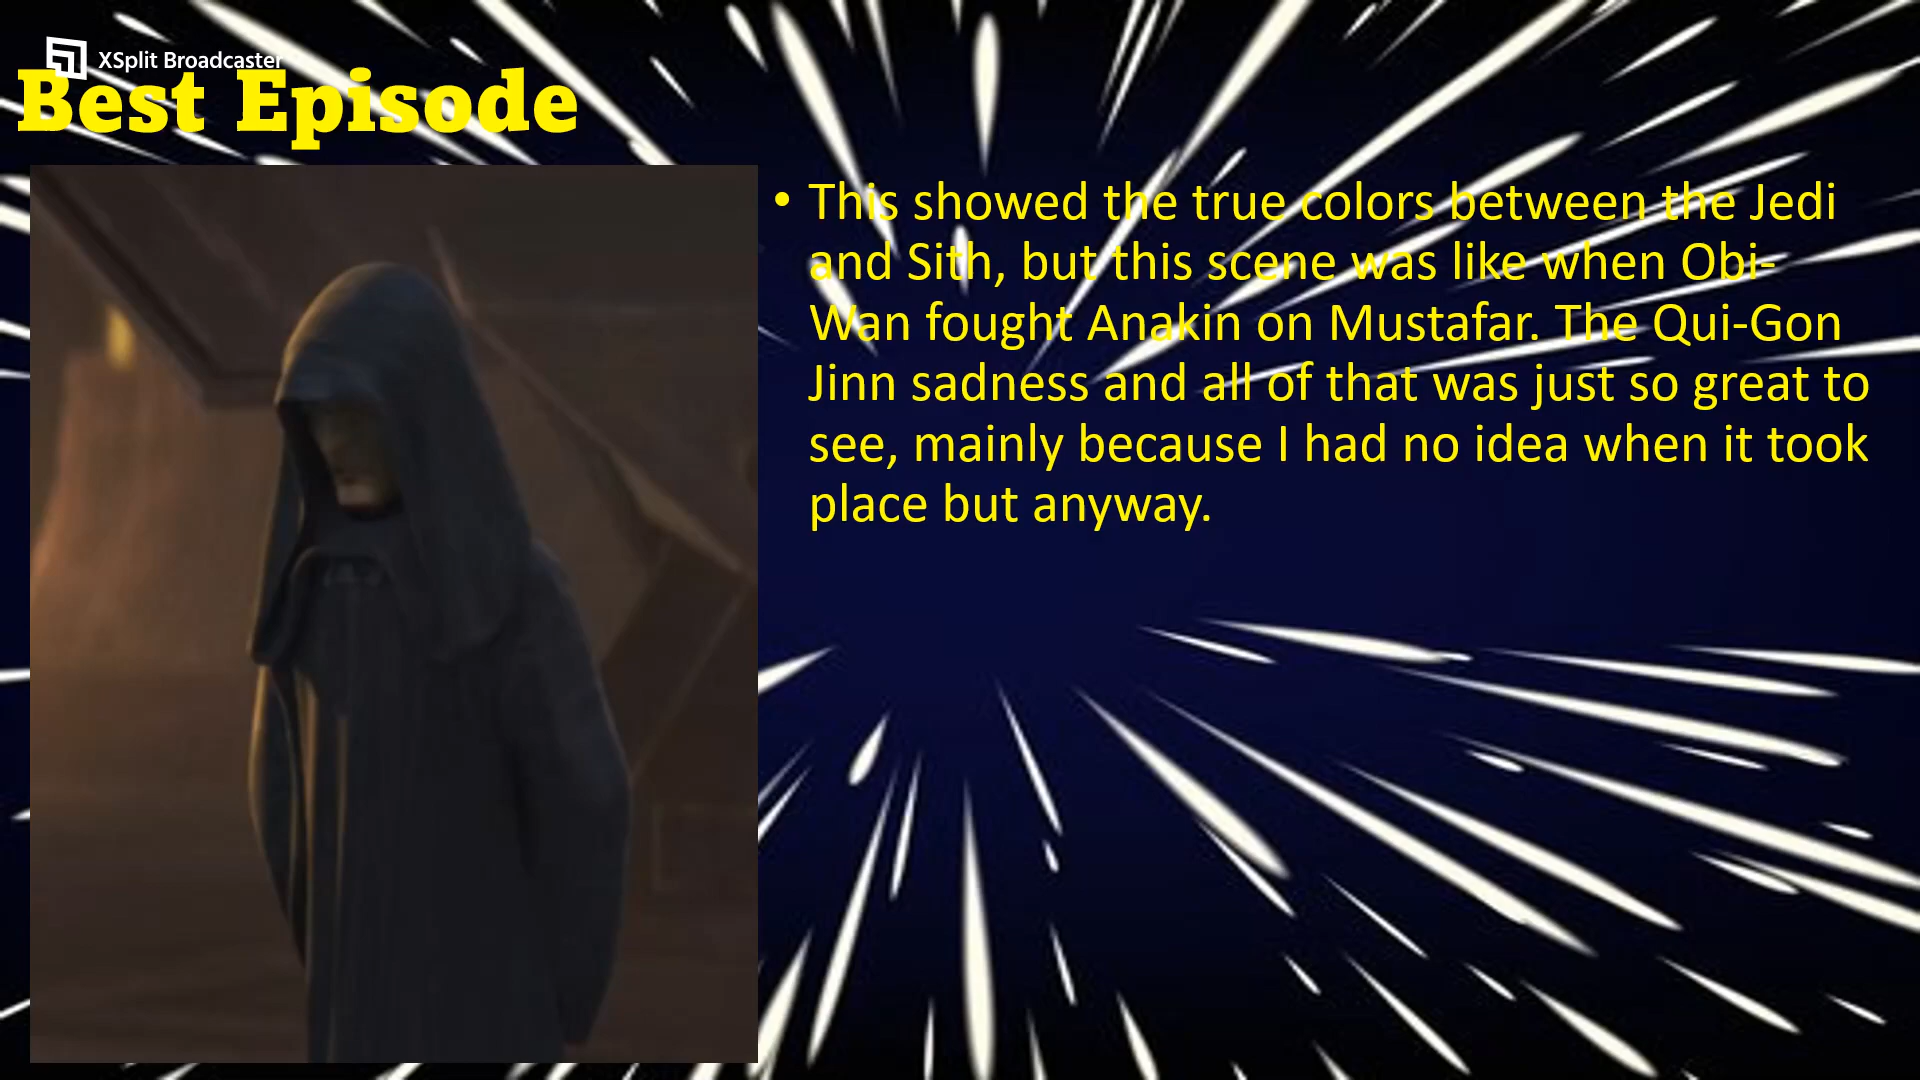 XSplit Broadcaster
Best Episode
• This showed the true colors between the Jedi
and Sith, but this scene was like when Obi-
Wan fought Anakin on Mustafar. The Qui-Gon
Jinn sadness and all of that was just so great to
see, mainly because I had no idea when it took
place but anyway.